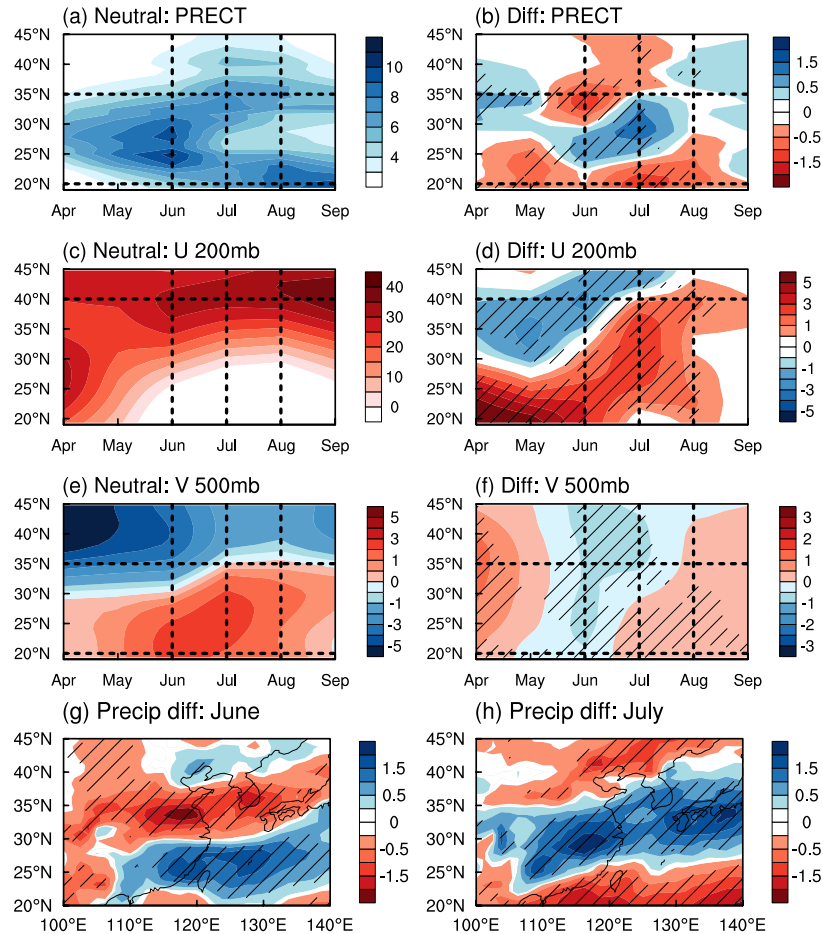 (a) Neutral: PRECT
45°N
40°N
35°N
30°N
25°N
20°N
Apr May Jun Jul Aug Sep
10
8
6
4
(b) Diff: PRECT
45°N
40°N
35°N
30°N
25°N
20°N
Apr May Jun Jul Aug Sep
1.5
0.5
0
-0.5
-1.5
(c) Neutral: U 200mb
45°N
40°N
35°N
30°N
25°N
20°N
Apr May Jun Jul Aug Sep
40
30
20
10
0
(d) Diff: U 200mb
45°N
40°N
35°N
30°N
25°N
20°N
Apr May Jun Jul Aug Sep
5
3
1
0
0
-1
-3
-5
(e) Neutral: V 500mb
45°N
40°N
35°N
30°N
25°N
20°N
Apr May Jun Jul Aug Sep
5
3
2
1
0
-1
-3
-5
(f) Diff: V 500mb
45°N
40°N
35°N
30°N
25°N
20°N
Apr May Jun Jul Aug Sep
3
2
1
0
-1
-2
-3
(g) Precip diff: June
45°N
40°N
35°N
30°N
25°N
20°N
100°E 110°E 120°E 130°E 140°E
1.5
0.5
0
-0.5
-1.5
(h) Precip diff: July
45°N
40°N
35°N
30°N
25°N
20°N
100°E 110°E 120°E 130°E 140°E
1.5
0.5
0
-0.5
-1.5